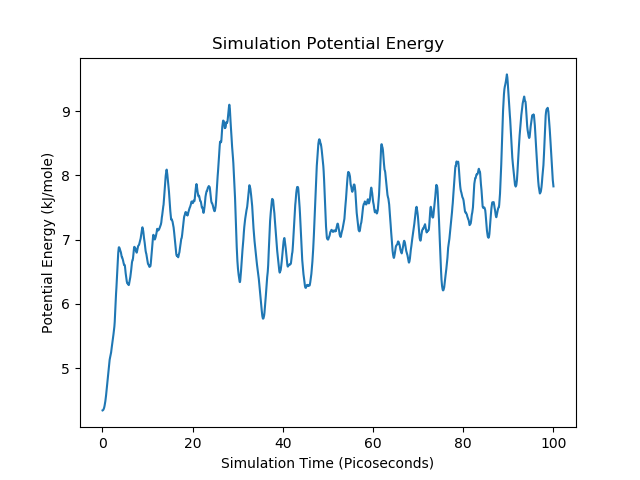 Simulation Potential Energy
Potential Energy (kJ/mole)
9
8
7
6
5
0 20 40 60 80 100
Simulation Time (Picoseconds)